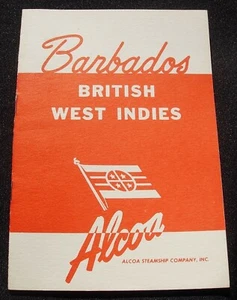 Barbados
BRITISH
WEST INDIES
Alcoa
ALCOA STEAMSHIP COMPANY, INC.